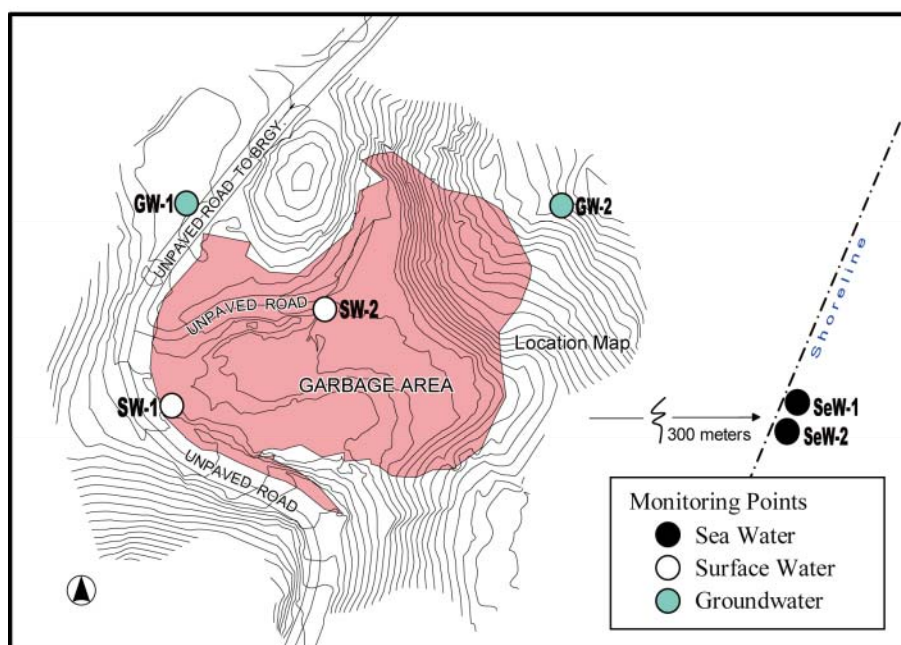 UNPAVED ROAD TO BRGY.
GW-1
GW-2
UNPAVED ROAD
SW-2
Shoreline
Location Map
GARBAGE AREA
SW-1
SeW-1
300 meters
SeW-2
UNPAVED ROAD
Monitoring Points
Sea Water
Surface Water
Groundwater